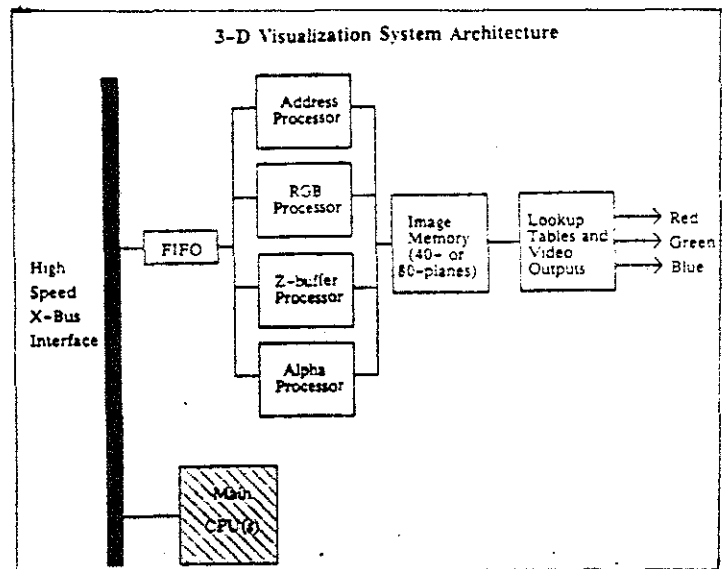 3-D Visualization System Architecture
Address
Processor
RGB
Processor
FIFO
Z-buffer
Processor
Alpha
Processor
Image
Memory
(40- or
80-planes)
Lookup
Tables and
Video
Outputs
Red
Green
Blue
High
Speed
X-Bus
Interface
Main
CPU(s)